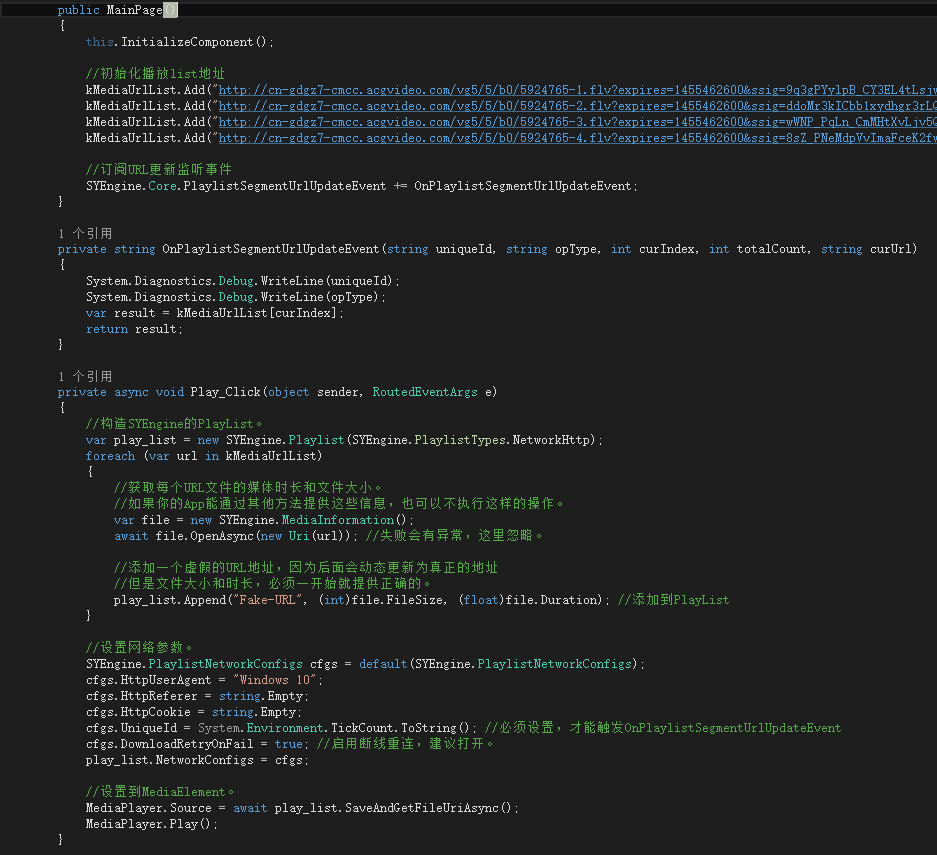 public MainPage()
{
this.InitializeComponent();
//初始化播放list地址
kMediaUrlList.Add("http://cn-gdgz7-cmcc.acgvideo.com/vg5/5/b0/5924765-1.flv?expires=1455462600&ssig=9q3gPYylpB_CY3EL4tLsjw
kMediaUrlList.Add("http://cn-gdgz7-cmcc.acgvideo.com/vg5/5/b0/5924765-2.flv?expires=1455462600&ssig=ddoMr3kICbb1xydhgr3rLQ
kMediaUrlList.Add("http://cn-gdgz7-cmcc.acgvideo.com/vg5/5/b0/5924765-3.flv?expires=1455462600&ssig=wWNP_PqLn_CmMHtXvLjv5Q
kMediaUrlList.Add("http://cn-gdgz7-cmcc.acgvideo.com/vg5/5/b0/5924765-4.flv?expires=1455462600&ssig=8sZ_PNeMdpVvImaFceK2fw
//订阅URL更新监听事件
SYEngine.Core.PlaylistSegmentUrlUpdateEvent += OnPlaylistSegmentUrlUpdateEvent;
}
1 个引用
private string OnPlaylistSegmentUrlUpdateEvent(string uniqueId, string opType, int curIndex, int totalCount, string curUrl)
{
System.Diagnostics.Debug.WriteLine(uniqueId);
System.Diagnostics.Debug.WriteLine(opType);
var result = kMediaUrlList[curIndex];
return result;
}
1 个引用
private async void Play_Click(object sender, RoutedEventArgs e)
{
//构造SYEngine的PlayList。
var play_list = new SYEngine.Playlist(SYEngine.PlaylistTypes.NetworkHttp);
foreach (var url in kMediaUrlList)
{
//获取每个URL文件的媒体时长和文件大小。
//如果你的App能通过其他方法提供这些信息，也可以不执行这样的操作。
var file = new SYEngine.MediaInformation();
await file.OpenAsync(new Uri(url)); //失败会有异常，这里忽略。
//添加一个虚假的URL地址，因为后面会动态更新为真正的地址
//但是文件大小和时长，必须一开始就提供正确的。
play_list.Append("Fake-URL", (int)file.FileSize, (float)file.Duration); //添加到PlayList
}
//设置网络参数。
SYEngine.PlaylistNetworkConfigs cfgs = default(SYEngine.PlaylistNetworkConfigs);
cfgs.HttpUserAgent = "Windows 10";
cfgs.HttpReferer = string.Empty;
cfgs.HttpCookie = string.Empty;
cfgs.UniqueId = System.Environment.TickCount.ToString(); //必须设置，才能触发OnPlaylistSegmentUrlUpdateEvent
cfgs.DownloadRetryOnFail = true; //启用断线重连，建议打开。
play_list.NetworkConfigs = cfgs;
//设置到MediaElement。
MediaPlayer.Source = await play_list.SaveAndGetFileUriAsync();
MediaPlayer.Play();
}